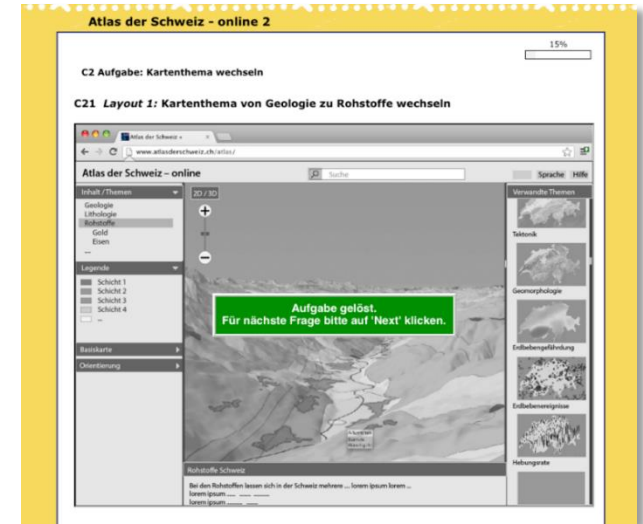 Atlas der Schweiz - online 2
15%
C2 Aufgabe: Kartenthema wechseln
C21 Layout 1: Kartenthema von Geologie zu Rohstoffe wechseln
Atlas der Schweiz «
www.atlasderschweiz.ch/atlas/
Atlas der Schweiz – online
Suche
Sprache Hilfe
Inhalt/Themen
Geologie
Lithologie
Rohstoffe
Gold
Eisen
...
Legende
Schicht 1
Schicht 2
Schicht 3
Schicht 4
...
Basiskarte
Orientierung
2D / 3D
Aufgabe gelöst.
Für nächste Frage bitte auf 'Next' klicken.
Rohstoffe Schweiz
Bei den Rohstoffen lassen sich in der Schweiz mehrere ... lorem ipsum lorem ...
lorem ipsum
lorem ipsum
Verwandte Themen
Tektonik
Geomorphologie
Erdbebengefährdung
Erdbebenereignisse
Hebungsrate